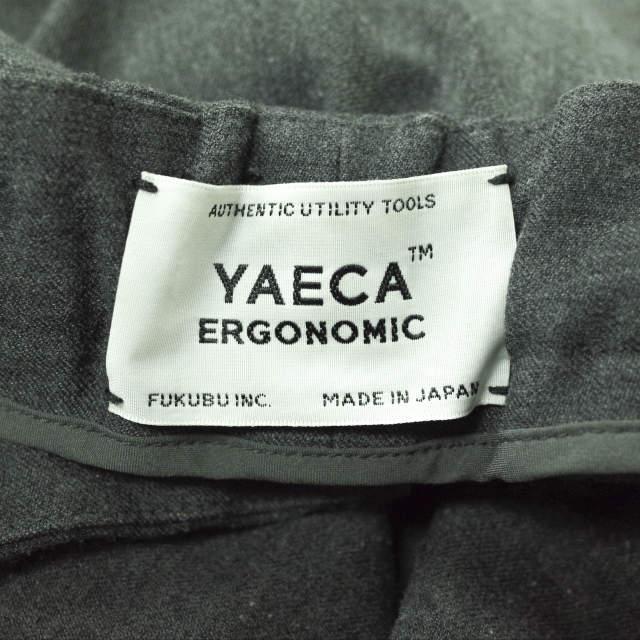 AUTHENTIC UTILITY TOOLS
YAECA™
ERGONOMIC
FUKUBU INC. MADE IN JAPAN